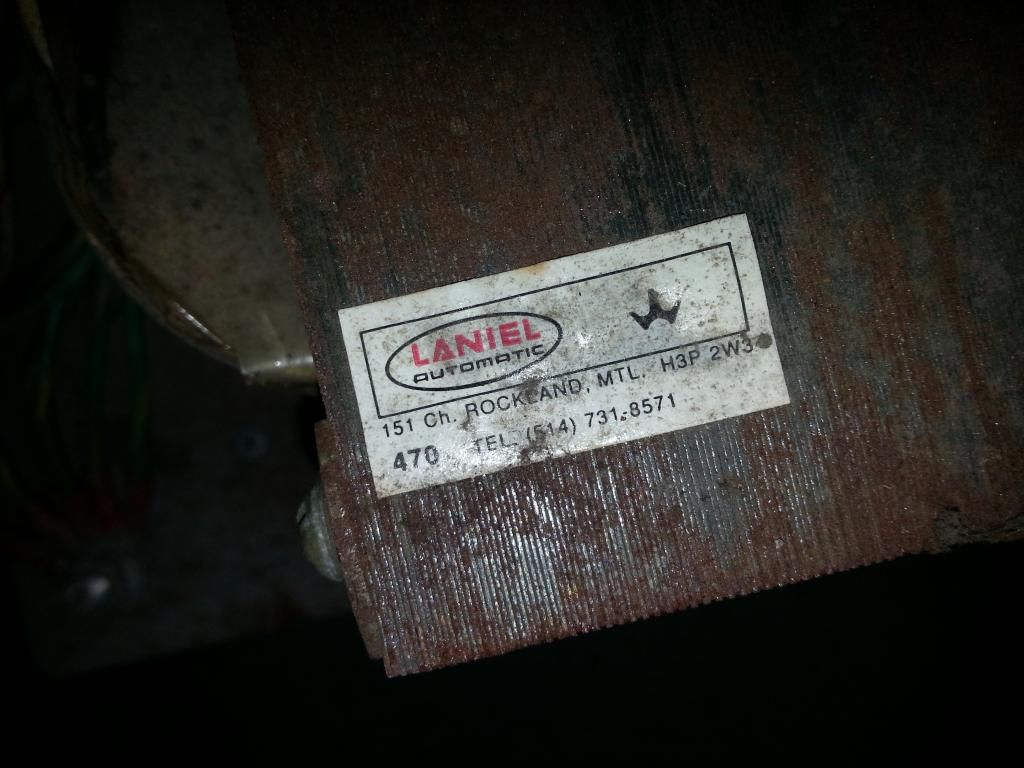 LANIEL
AUTOMATIC
151 Ch. ROCKLAND, MTL. H3P 2W3
470 TEL. (514) 731-8571